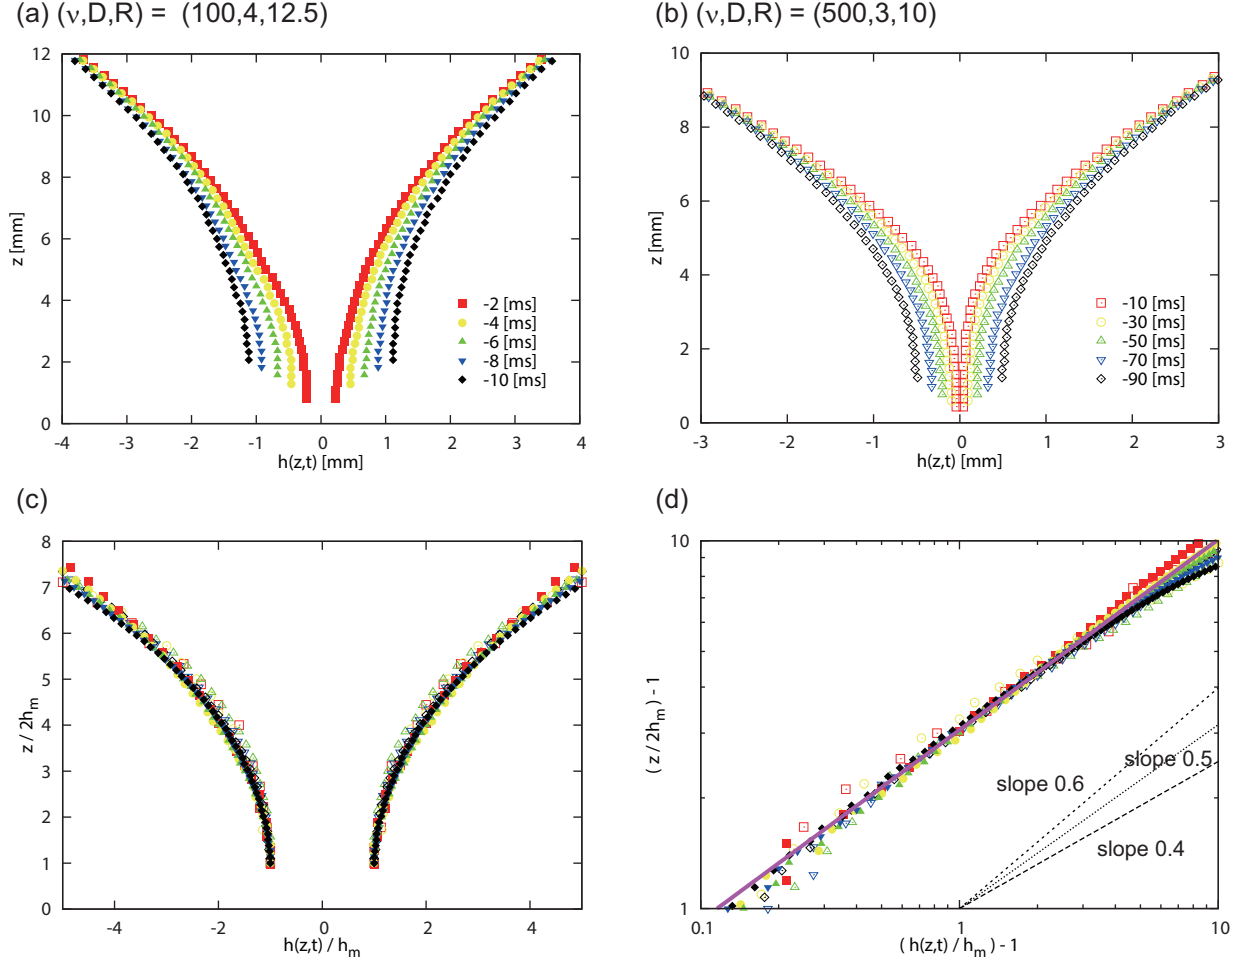 (a) (ν,D,R) = (100,4,12.5)
12
10
8
6
4
2
0
z [mm]
-4 -3 -2 -1 0 1 2 3 4
h(z,t) [mm]
-2 [ms]
-4 [ms]
-6 [ms]
-8 [ms]
-10 [ms]
(b) (ν,D,R) = (500,3,10)
10
8
6
4
2
0
z [mm]
-3 -2 -1 0 1 2 3
h(z,t) [mm]
-10 [ms]
-30 [ms]
-50 [ms]
-70 [ms]
-90 [ms]
(c)
8
7
6
5
4
3
2
1
0
z / 2hm
-4 -2 0 2 4
h(z,t) / hm
(d)
10
1
( z / 2hm ) - 1
0.1 1 10
( h(z,t) / hm ) - 1
slope 0.6
slope 0.5
slope 0.4